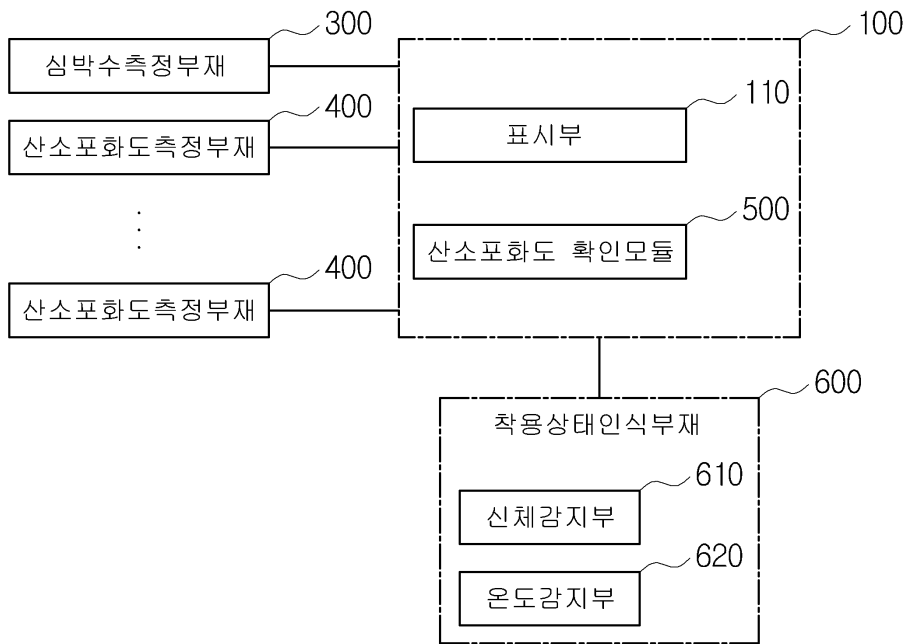 300
심박수측정부재
100
400
산소포화도측정부재
110
표시부
500
산소포화도 확인모듈
400
산소포화도측정부재
600
착용상태인식부재
610
신체감지부
620
온도감지부